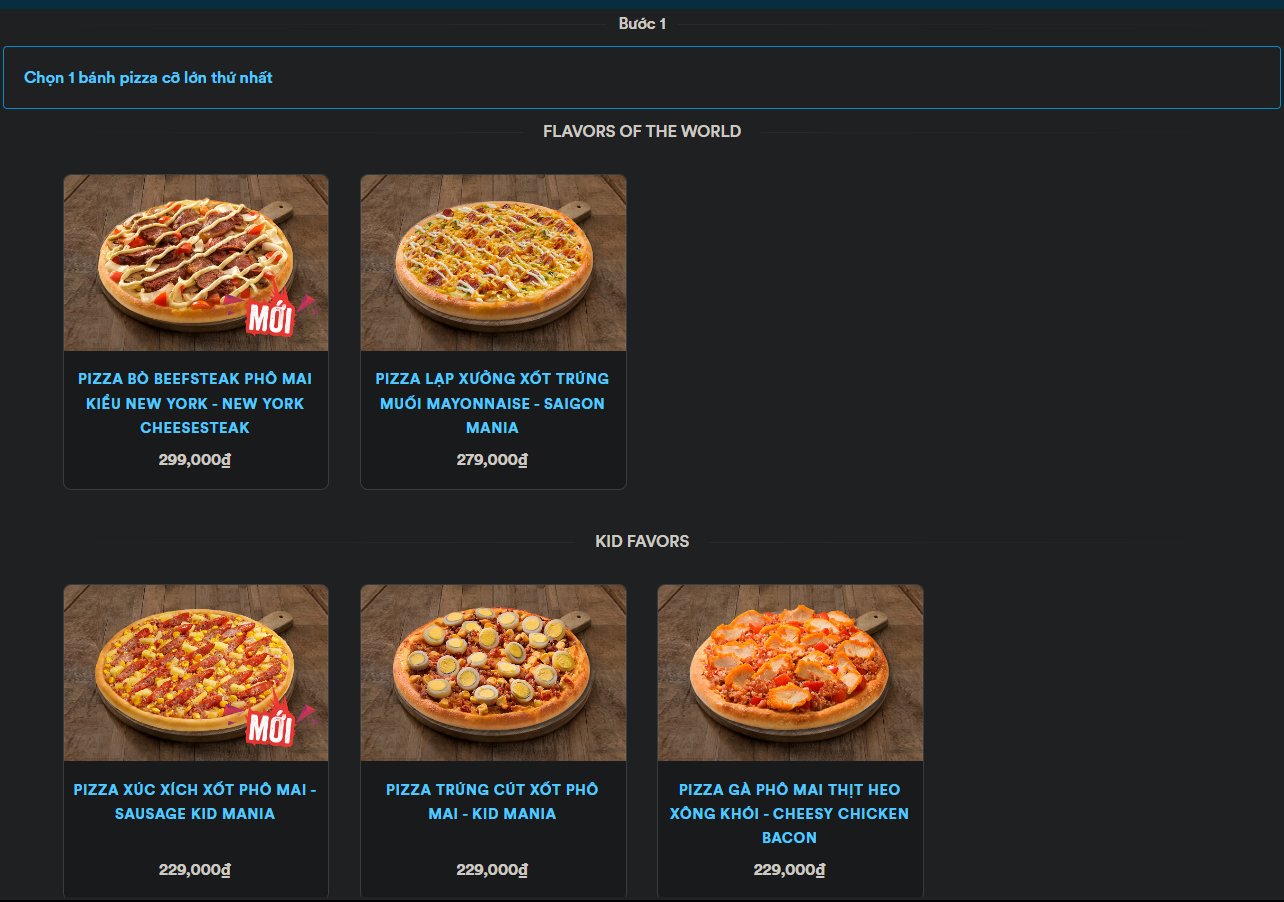 Bước 1
Chọn 1 bánh pizza cỡ lớn thứ nhất
FLAVORS OF THE WORLD
MỚI
PIZZA BÒ BEEFSTEAK PHÔ MAI
KIỂU NEW YORK - NEW YORK
CHEESESTEAK
299,000₫
PIZZA LẠP XƯỞNG XỐT TRỨNG
MUỐI MAYONNAISE - SAIGON
MANIA
279,000₫
KID FAVORS
MỚI
PIZZA XÚC XÍCH XỐT PHÔ MAI -
SAUSAGE KID MANIA
229,000₫
PIZZA TRỨNG CÚT XỐT PHÔ
MAI - KID MANIA
229,000₫
PIZZA GÀ PHÔ MAI THỊT HEO
XÔNG KHÓI - CHEESY CHICKEN
BACON
229,000₫